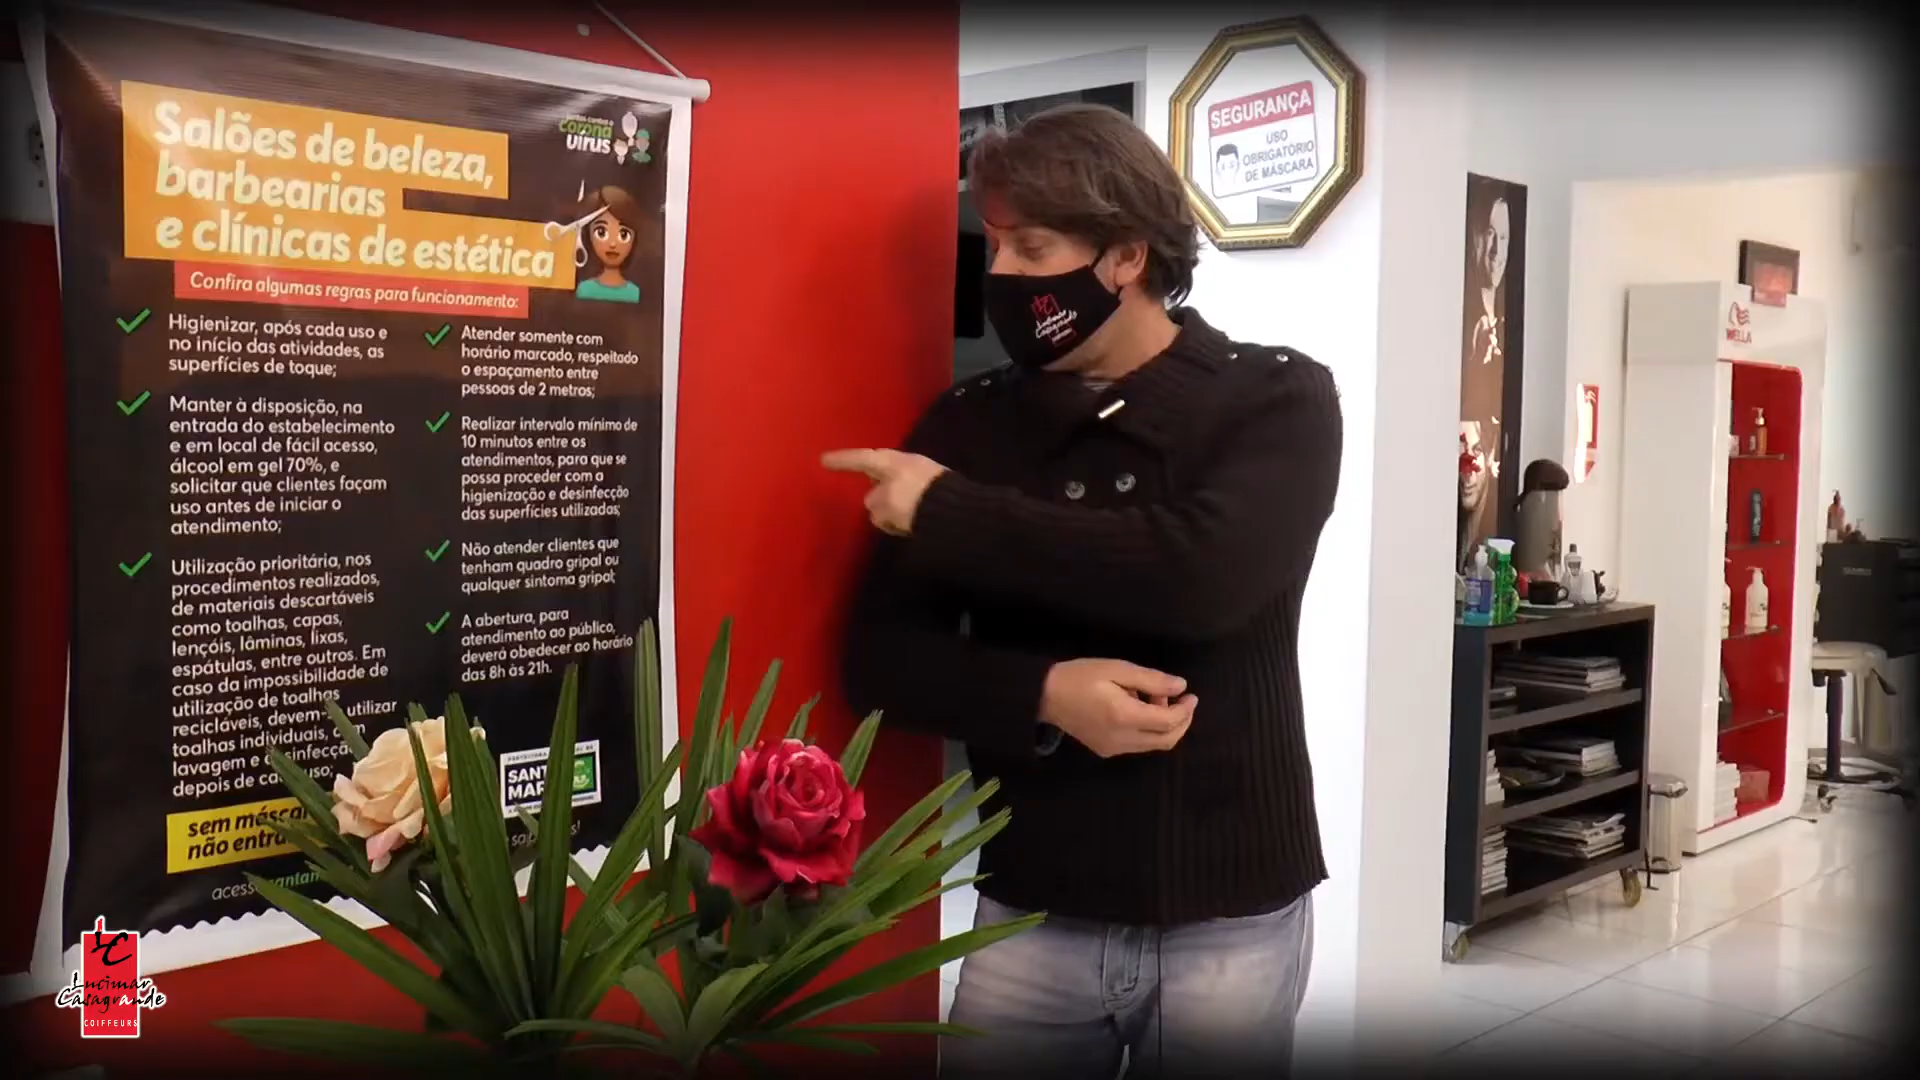 Salões de beleza,
barbearias
e clínicas de estética
corona
vírus
Confira algumas regras para funcionamento:
Higienizar, após cada uso e
no início das atividades, as
superfícies de toque;
Manter à disposição, na
entrada do estabelecimento
e em local de fácil acesso,
álcool em gel 70%, e
solicitar que clientes façam
uso antes de iniciar o
atendimento;
Utilização prioritária, nos
procedimentos realizados,
de materiais descartáveis
como toalhas, capas,
lençóis, lâminas, lixas,
espátulas, entre outros. Em
caso da impossibilidade de
utilização de toalhas
recicláveis, utilizar
toalhas individuais,
lavagem e
depois de
Atender somente com
horário marcado, respeitado
o espaçamento entre
pessoas de 2 metros;
Realizar intervalo mínimo de
10 minutos entre os
atendimentos, para que se
possa proceder com a
higienização e desinfecção
das superfícies utilizadas;
Não atender clientes que
tenham quadro gripal ou
qualquer sintoma gripal;
A abertura, para
atendimento ao público,
deverá obedecer ao horário
das 8h às 21h.
sem
não
SEGURANÇA
USO
OBRIGATÓRIO
DE MÁSCARA
Lucimar
Casagrande
WELLA
LC
Lucimar
Casagrande
COIFFEURS